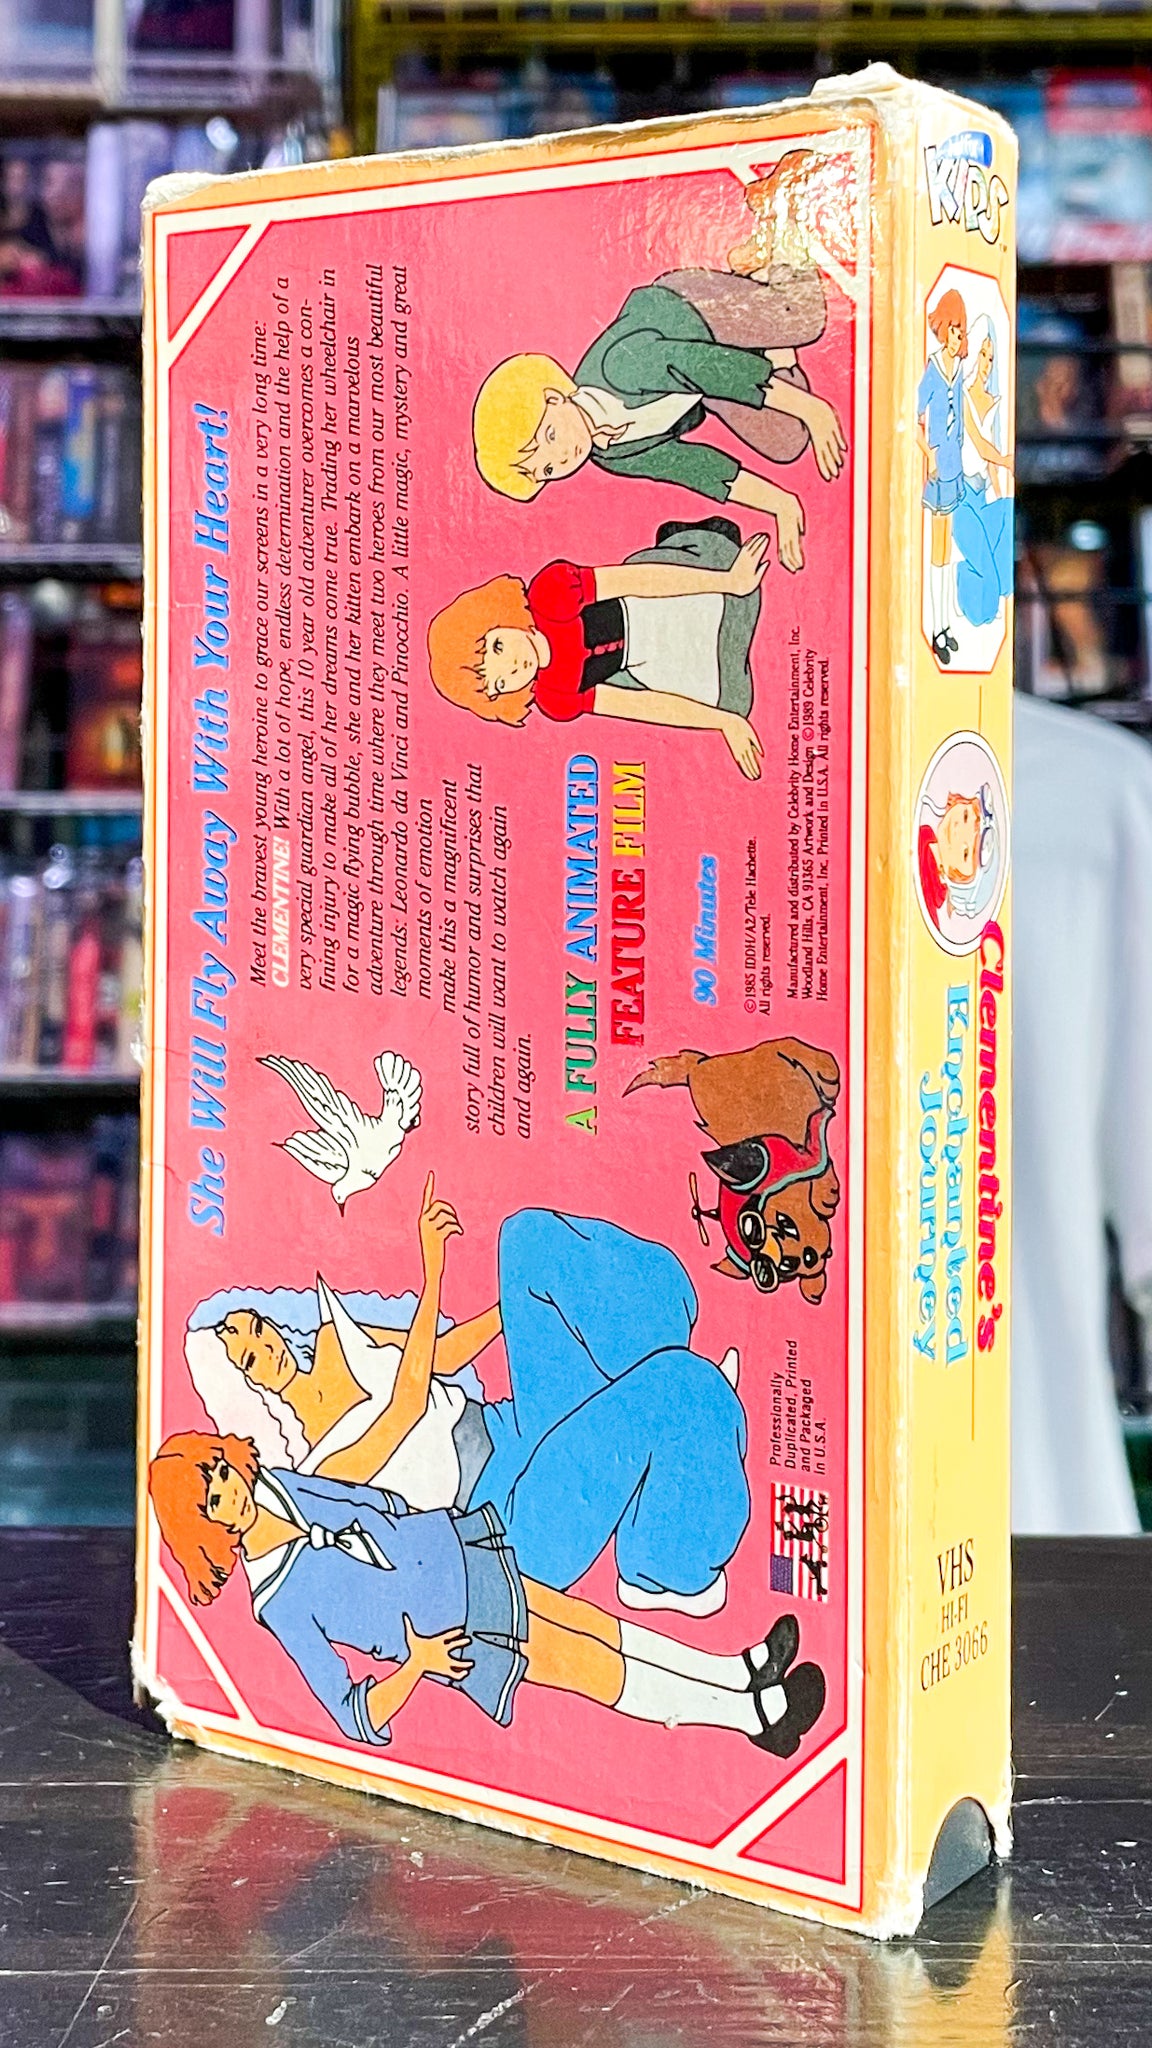 She Will Fly Away With Your Heart!
Meet the bravest young heroine to grace our screens in a very long time:
CLEMENTINE! With a lot of hope, endless determination and the help of a
very special guardian angel, this 10 year old adventurer overcomes a con-
fining injury to make all of her dreams come true. Trading her wheelchair in
for a magic flying bubble, she and her kitten embark on a marvelous
adventure through time where they meet two heroes from our most beautiful
legends: Leonardo da Vinci and Pinocchio. A little magic, mystery and great
moments of emotion
make this a magnificent
story full of humor and surprises that
children will want to watch again
and again.
A FULLY ANIMATED
FEATURE FILM
90 Minutes
©1985 IDDH/A2/Tele Hachette.
All rights reserved.
Manufactured and distributed by Celebrity Home Entertainment, Inc.
Woodland Hills, CA 91365 Artwork and Design ©1989 Celebrity
Home Entertainment, Inc. Printed in U.S.A. All rights reserved.
Professionally
Duplicated, Printed
and Packaged
In U.S.A.
KIDS
TM
Clementine's
Enchanted
Journey
VHS
HI-FI
CHE 3066